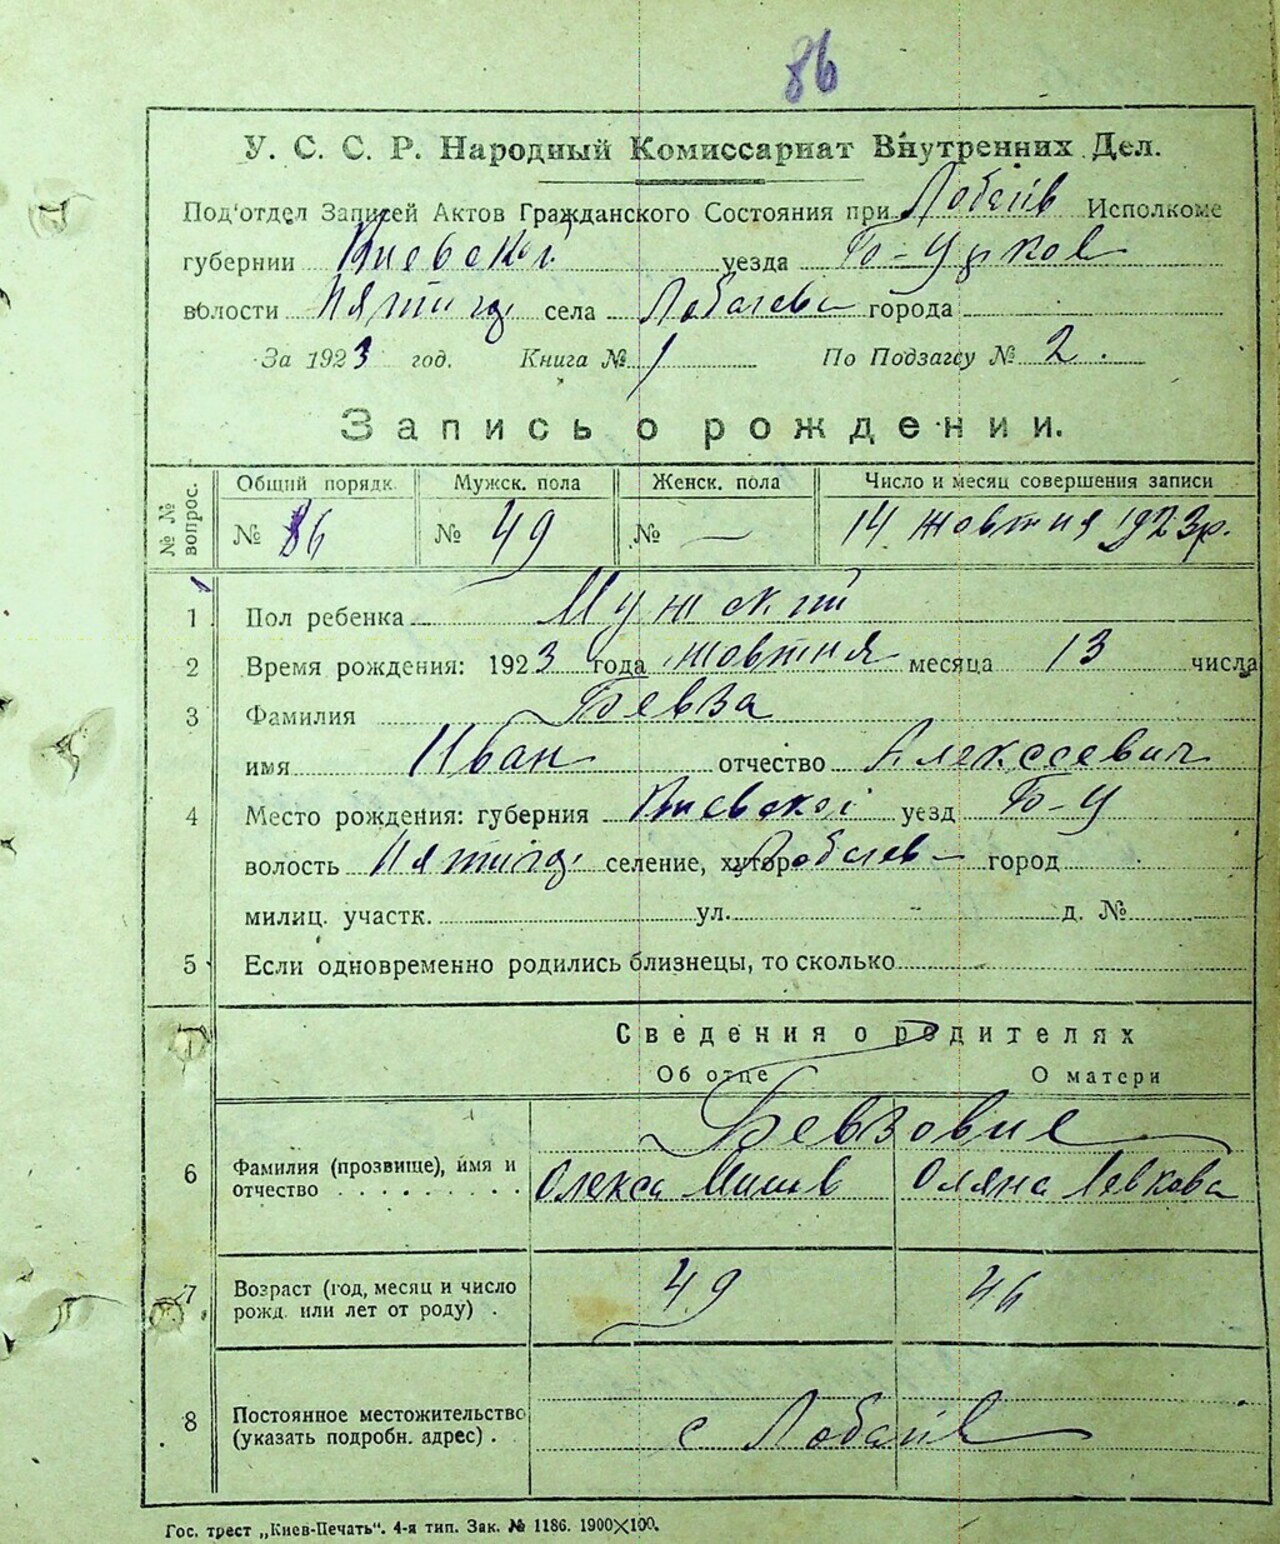 86
У. С. С. Р. Народный Комиссариат Внутренних Дел.
Под'отдел Записей Актов Гражданского Состояния при Лобачів Исполкоме
губернии Киевской уезда Б-Церков
волости Пятигор села Лобачев города
За 1923 год. Книга № 1 По Подзагсу № 2.
Запись о рождении.
№ № вопрос. Общий порядк. Мужск. пола Женск. пола Число и месяц совершения записи
№ 86 № 49 № — 14 жовтня 1923 р.
1 Пол ребенка Мужский
2 Время рождения: 1923 года жовтня месяца 13 числа
3 Фамилия Бевза
имя Иван отчество Алексеевич
4 Место рождения: губерния Киевской уезд Б-Ц
волость Пятигор селение, хутор Лобачев город
милиц. участк. ул. д. №
5 Если одновременно родились близнецы, то сколько
Сведения о родителях
Об отце О матери
Бевзовие
6 Фамилия (прозвище), имя и отчество Олекса Мишев Оляна Левкова
7 Возраст (год, месяц и число рожд. или лет от роду). 49 46
8 Постоянное местожительство (указать подробн. адрес). с Лобачів
Гос. трест „Киев-Печать“. 4-я тип. Зак. № 1186. 1900×100.